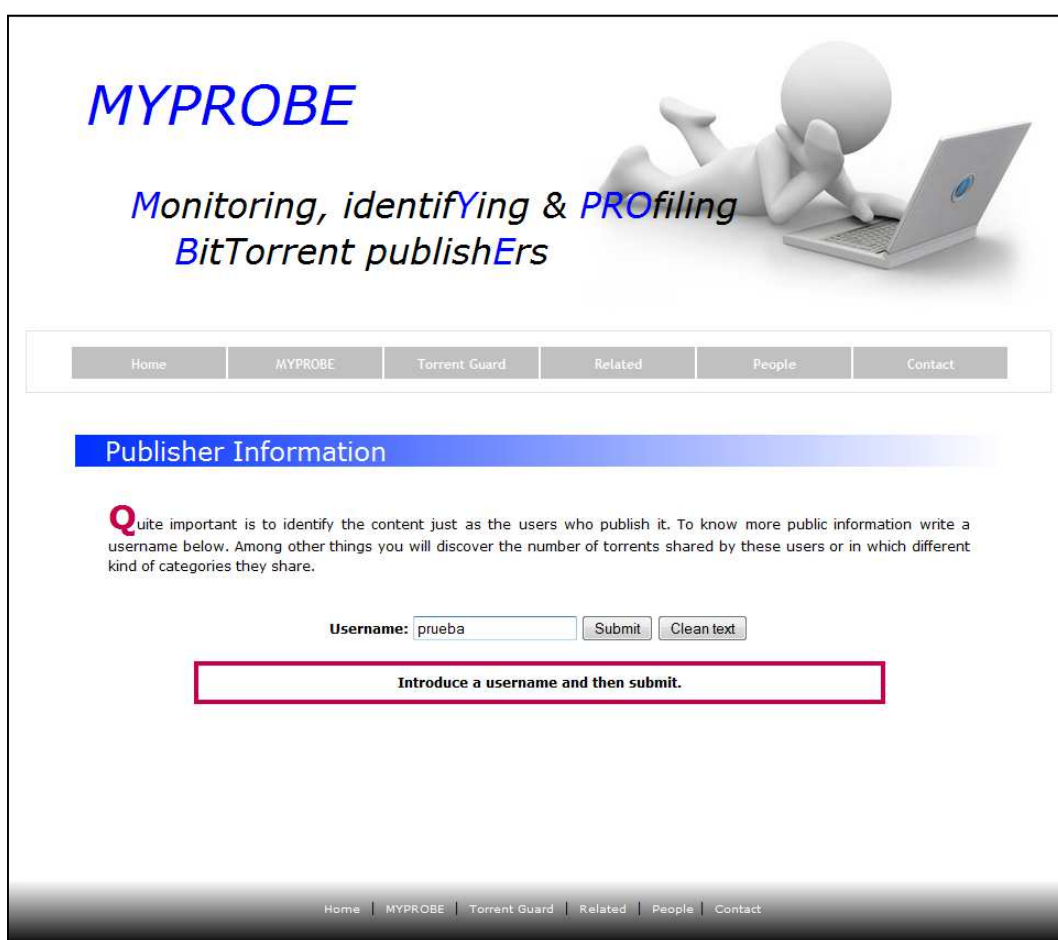 MYPROBE
Monitoring, identifYing & PROfiling
BitTorrent publishErs
Home MYPROBE Torrent Guard Related People Contact
Publisher Information
Quite important is to identify the content just as the users who publish it. To know more public information write a
username below. Among other things you will discover the number of torrents shared by these users or in which different
kind of categories they share.
Username: prueba Submit Clean text
Introduce a username and then submit.
Home | MYPROBE | Torrent Guard | Related | People | Contact